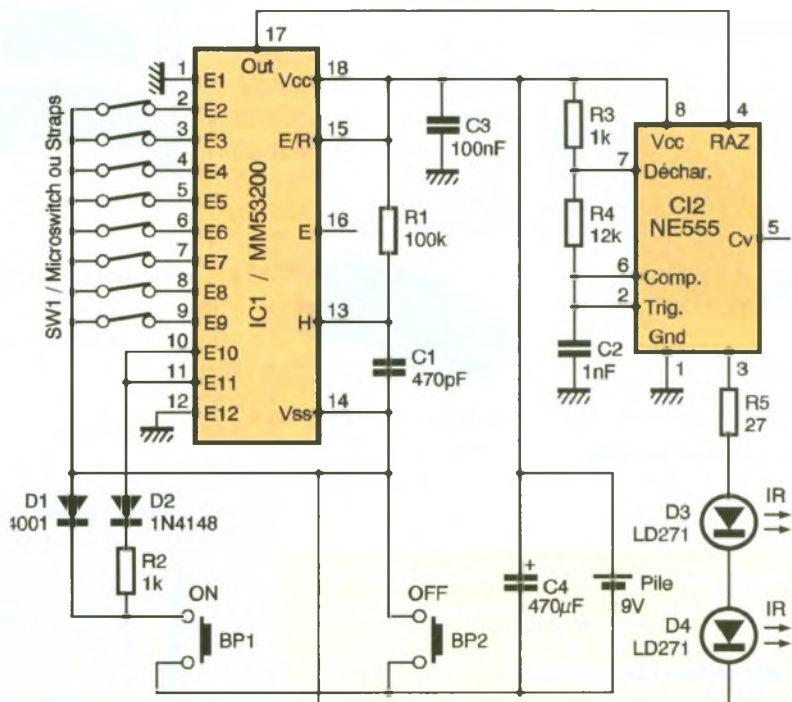 17
Out
1
E1
2
E2
3
E3
4
E4
5
E5
6
E6
7
E7
8
E8
9
E9
10
E10
11
E11
12
E12
IC1 / MM53200
Vcc
18
E/R
15
E
16
H
13
Vss
14
SW1 / Microswitch ou Straps
C3
100nF
R1
100k
C1
470pF
R3
1k
R4
12k
C2
1nF
8
4
Vcc
RAZ
7
Déchar.
CI2
NE555
Cv
5
6
Comp.
2
Trig.
Gnd
1
3
R5
27
D1
4001
D2
1N4148
R2
1k
ON
BP1
OFF
BP2
+
C4
470µF
Pile
9V
D3
LD271
IR
D4
LD271
IR